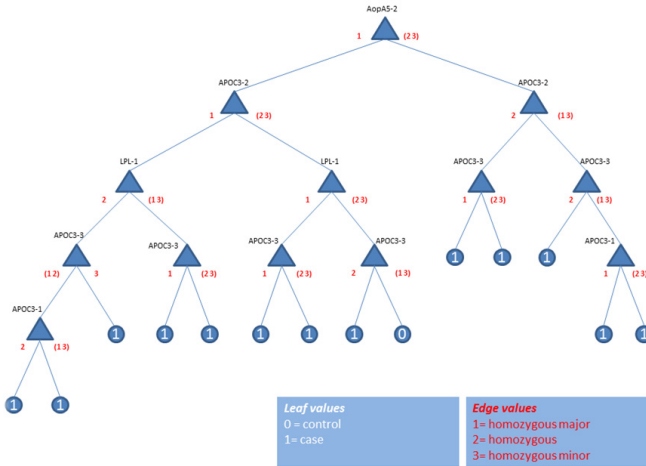 AopA5-2
1 (2 3)
APOC3-2 APOC3-2
1 (2 3) 2 (1 3)
LPL-1 LPL-1 APOC3-3 APOC3-3
2 (1 3) 1 (2 3) 1 (2 3) 2 (1 3)
APOC3-3 APOC3-3 APOC3-3 APOC3-3 1 1 1 APOC3-1
(1 2) 3 1 (2 3) 1 (2 3) 2 (1 3) 1 (2 3)
APOC3-1 1 1 1 1 1 1 0 1 1
2 (1 3)
1 1
Leaf values
0 = control
1= case
Edge values
1= homozygous major
2= homozygous
3= homozygous minor